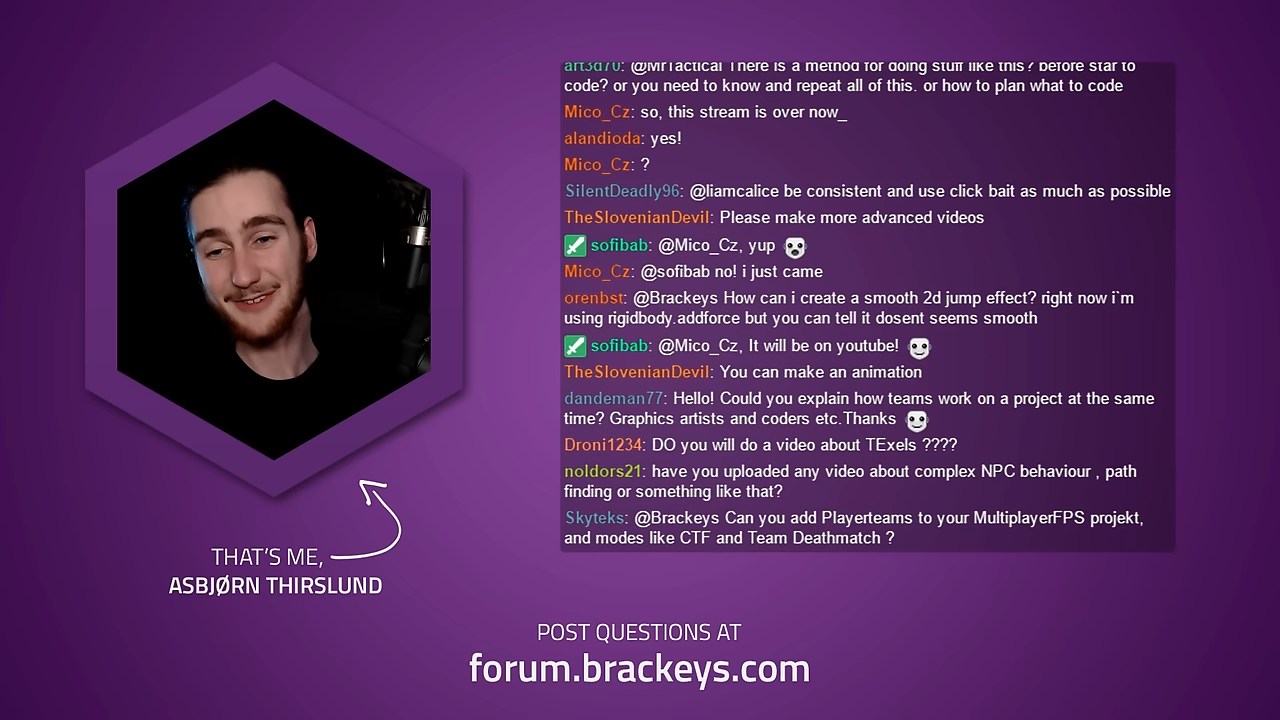 art3d70: @MrTactical There is a method for doing stuff like this? before star to
code? or you need to know and repeat all of this. or how to plan what to code
Mico_Cz: so, this stream is over now_
alandioda: yes!
Mico_Cz: ?
SilentDeadly96: @liamcalice be consistent and use click bait as much as possible
TheSlovenianDevil: Please make more advanced videos
sofibab: @Mico_Cz, yup
Mico_Cz: @sofibab no! i just came
orenbst: @Brackeys How can i create a smooth 2d jump effect? right now i`m
using rigidbody.addforce but you can tell it dosent seems smooth
sofibab: @Mico_Cz, It will be on youtube!
TheSlovenianDevil: You can make an animation
dandeman77: Hello! Could you explain how teams work on a project at the same
time? Graphics artists and coders etc.Thanks
Droni1234: DO you will do a video about TExels ????
noldors21: have you uploaded any video about complex NPC behaviour , path
finding or something like that?
Skyteks: @Brackeys Can you add Playerteams to your MultiplayerFPS projekt,
and modes like CTF and Team Deathmatch ?
THAT'S ME,
ASBJØRN THIRSLUND
POST QUESTIONS AT
forum.brackeys.com